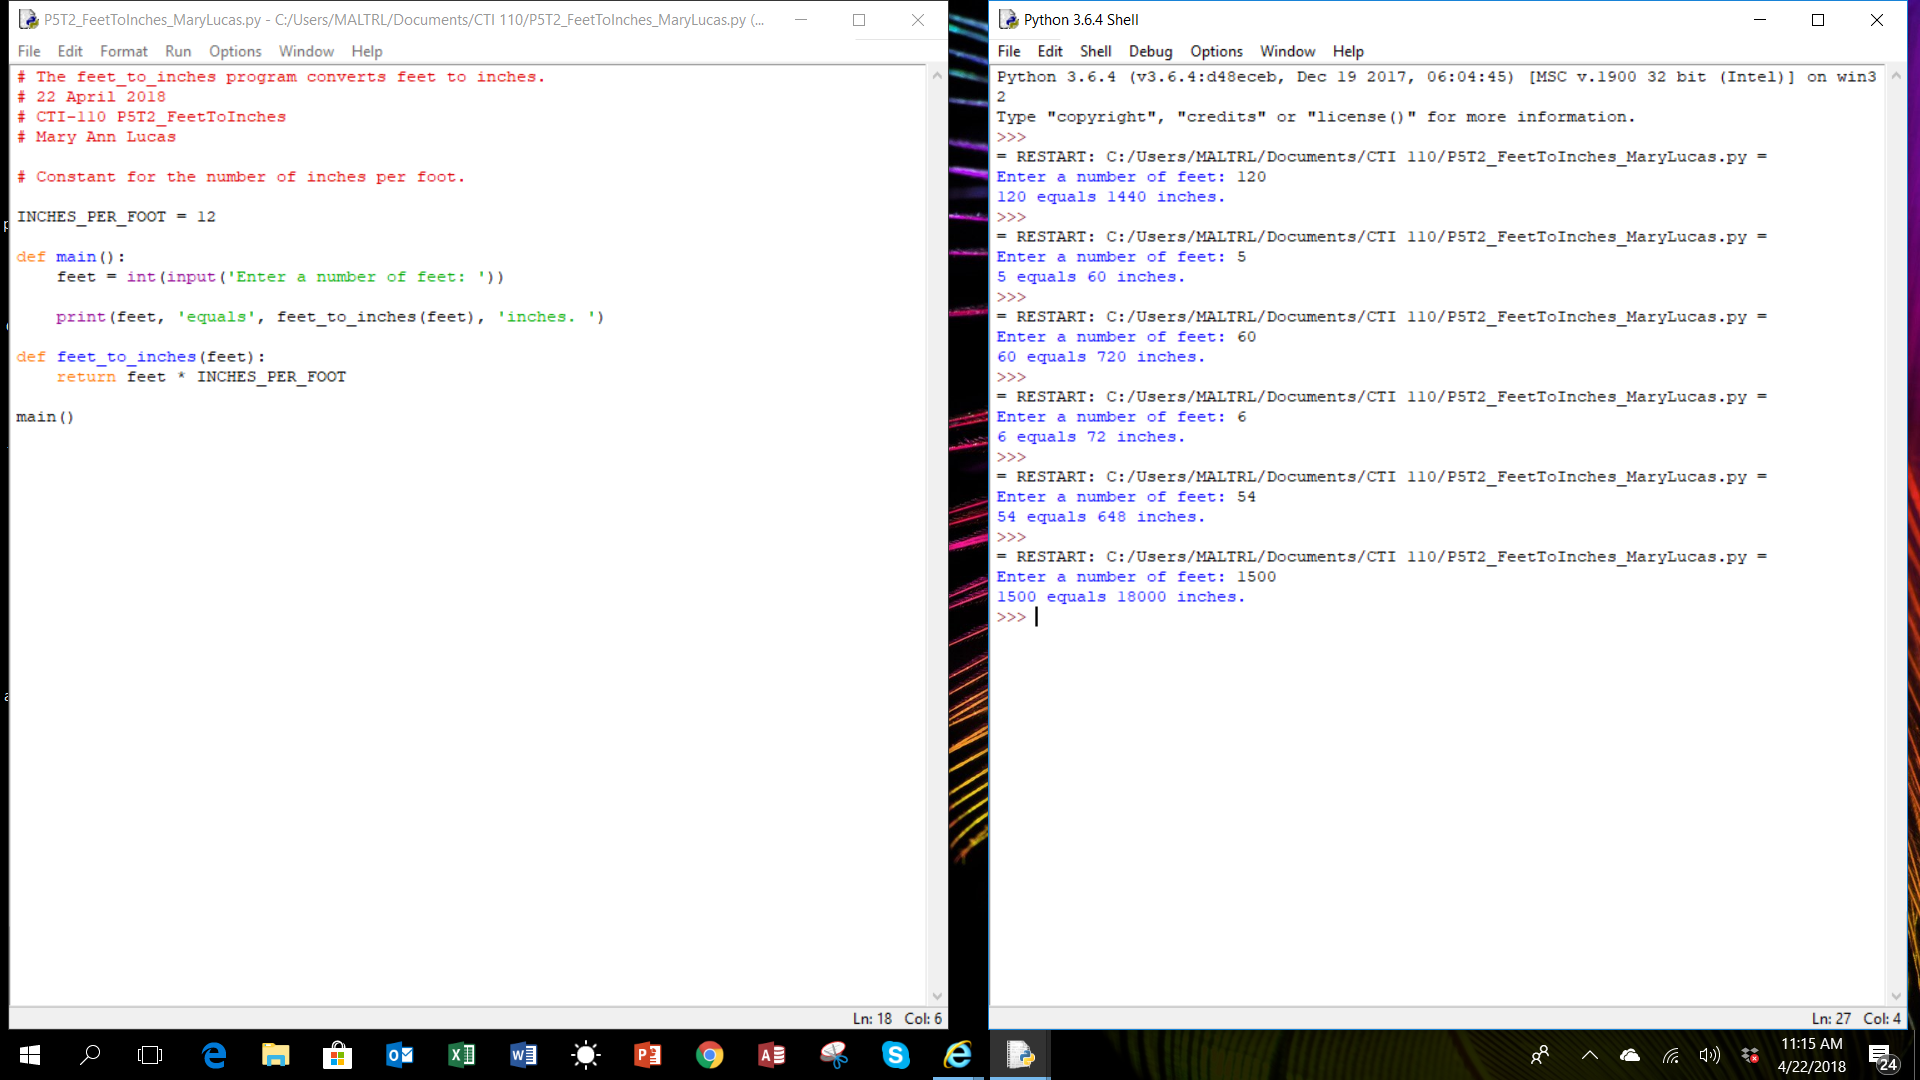 P5T2_FeetToInches_MaryLucas.py - C:/Users/MALTRL/Documents/CTI 110/P5T2_FeetToInches_MaryLucas.py (...
File Edit Format Run Options Window Help
# The feet_to_inches program converts feet to inches.
# 22 April 2018
# CTI-110 P5T2_FeetToInches
# Mary Ann Lucas
# Constant for the number of inches per foot.
INCHES_PER_FOOT = 12
def main():
feet = int(input('Enter a number of feet: '))
print(feet, 'equals', feet_to_inches(feet), 'inches. ')
def feet_to_inches(feet):
return feet * INCHES_PER_FOOT
main()
Ln: 18 Col: 6
Python 3.6.4 Shell
File Edit Shell Debug Options Window Help
Python 3.6.4 (v3.6.4:d48eceb, Dec 19 2017, 06:04:45) [MSC v.1900 32 bit (Intel)] on win3
2
Type "copyright", "credits" or "license()" for more information.
>>>
= RESTART: C:/Users/MALTRL/Documents/CTI 110/P5T2_FeetToInches_MaryLucas.py =
Enter a number of feet: 120
120 equals 1440 inches.
>>>
= RESTART: C:/Users/MALTRL/Documents/CTI 110/P5T2_FeetToInches_MaryLucas.py =
Enter a number of feet: 5
5 equals 60 inches.
>>>
= RESTART: C:/Users/MALTRL/Documents/CTI 110/P5T2_FeetToInches_MaryLucas.py =
Enter a number of feet: 60
60 equals 720 inches.
>>>
= RESTART: C:/Users/MALTRL/Documents/CTI 110/P5T2_FeetToInches_MaryLucas.py =
Enter a number of feet: 6
6 equals 72 inches.
>>>
= RESTART: C:/Users/MALTRL/Documents/CTI 110/P5T2_FeetToInches_MaryLucas.py =
Enter a number of feet: 54
54 equals 648 inches.
>>>
= RESTART: C:/Users/MALTRL/Documents/CTI 110/P5T2_FeetToInches_MaryLucas.py =
Enter a number of feet: 1500
1500 equals 18000 inches.
>>>
Ln: 27 Col: 4
11:15 AM
4/22/2018
24